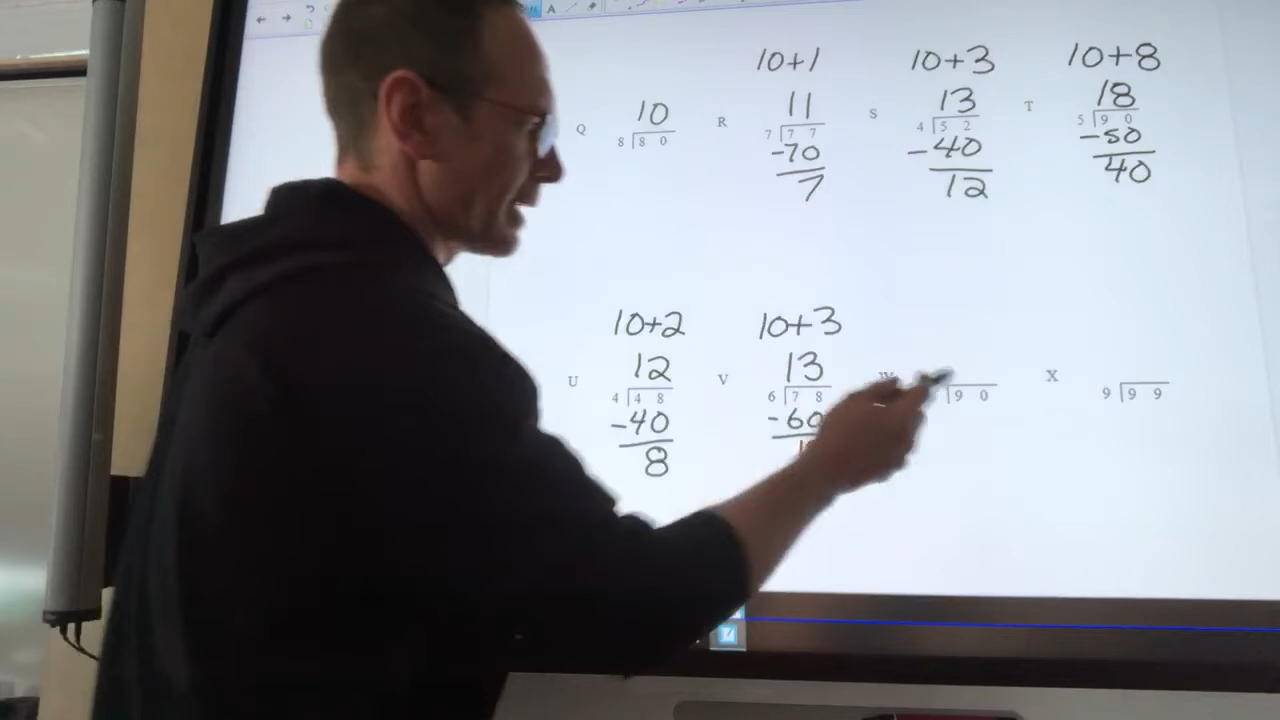 10+1 10+3 10+8
Q 10 R 11 S 13 T 18
8 8 0 7 7 7 4 5 2 5 9 0
-70 -40 -50
7 12 40
10+2 10+3
U 12 V 13 X
4 4 8 6 7 8 9 0 9 9 9
-40 -60
8